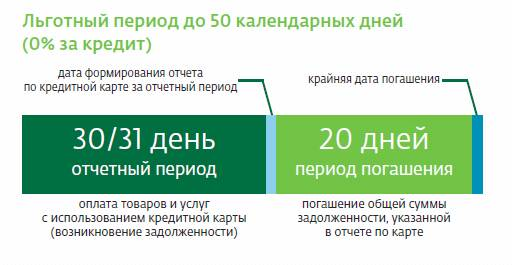 Льготный период до 50 календарных дней
(0% за кредит)
дата формирования отчета
по кредитной карте за отчетный период
крайняя дата погашения
30/31 день
отчетный период
20 дней
период погашения
оплата товаров и услуг
с использованием кредитной карты
(возникновение задолженности)
погашение общей суммы
задолженности, указанной
в отчете по карте